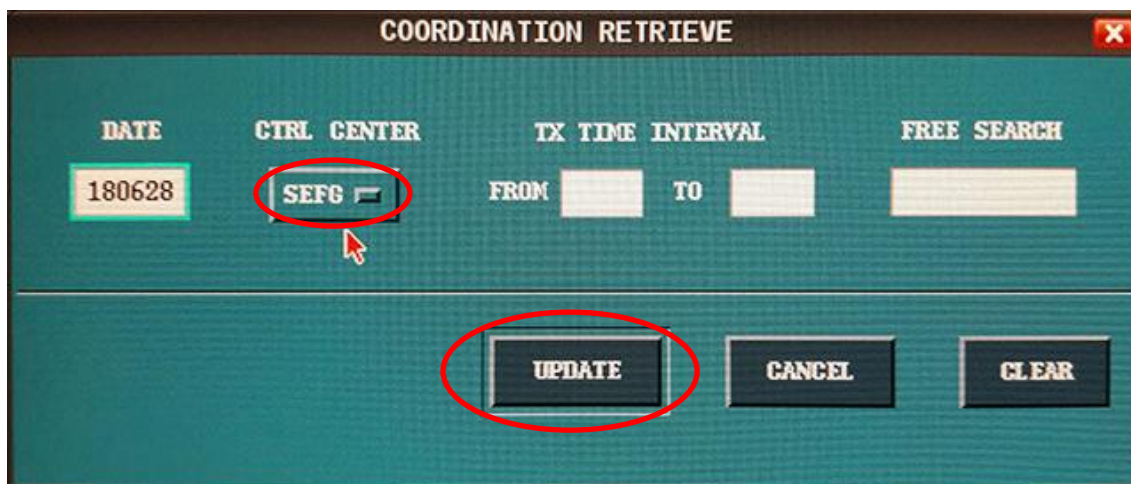 COORDINATION RETRIEVE
DATE CTRL CENTER TX TIME INTERVAL FREE SEARCH
180628 SEFG FROM TO
UPDATE CANCEL CLEAR